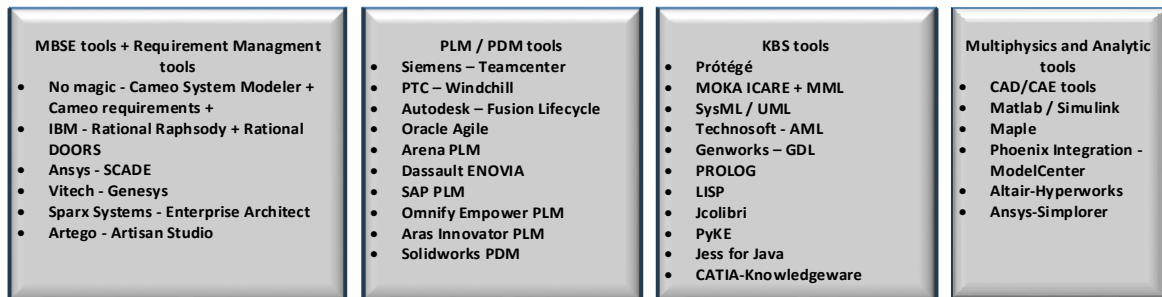 MBSE tools + Requirement Managment
tools
• No magic - Cameo System Modeler +
Cameo requirements +
• IBM - Rational Raphsody + Rational
DOORS
• Ansys - SCADE
• Vitech - Genesys
• Sparx Systems - Enterprise Architect
• Artego - Artisan Studio
PLM / PDM tools
• Siemens – Teamcenter
• PTC – Windchill
• Autodesk – Fusion Lifecycle
• Oracle Agile
• Arena PLM
• Dassault ENOVIA
• SAP PLM
• Omnify Empower PLM
• Aras Innovator PLM
• Solidworks PDM
KBS tools
• Prótégé
• MOKA ICARE + MML
• SysML / UML
• Technosoft - AML
• Genworks – GDL
• PROLOG
• LISP
• Jcolibri
• PyKE
• Jess for Java
• CATIA-Knowledgeware
Multiphysics and Analytic
tools
• CAD/CAE tools
• Matlab / Simulink
• Maple
• Phoenix Integration -
ModelCenter
• Altair-Hyperworks
• Ansys-Simplorer